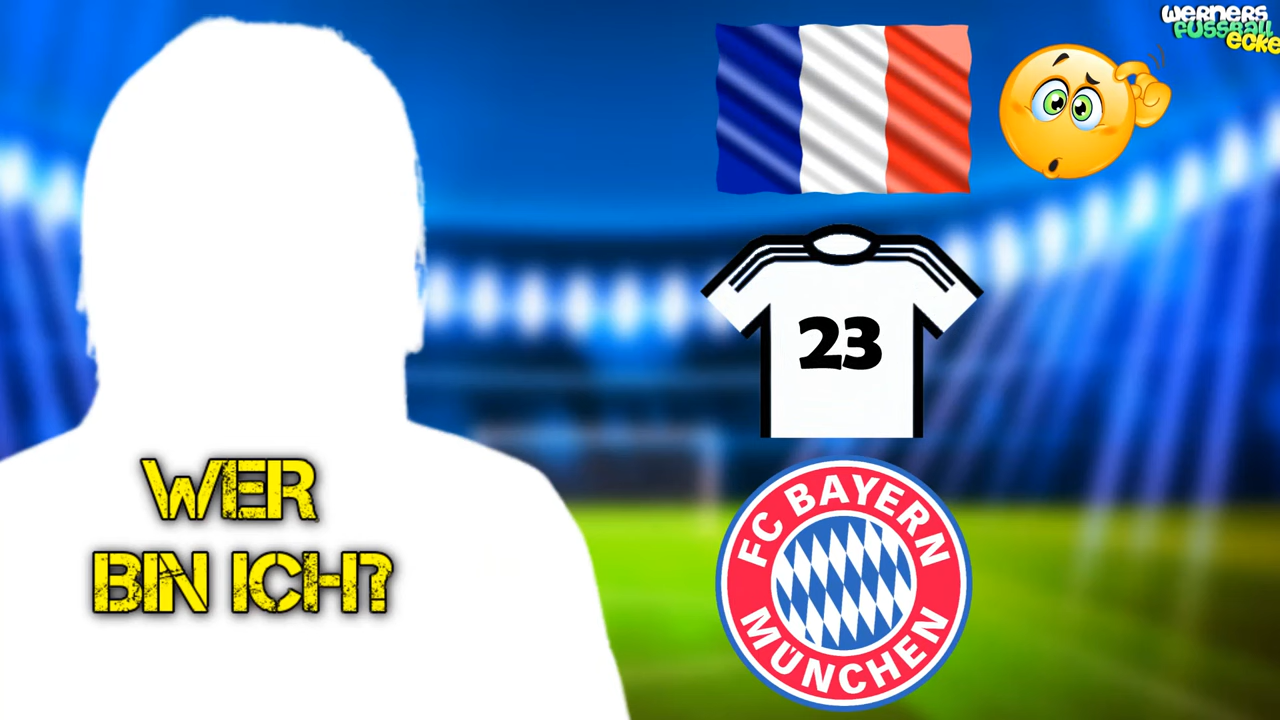 WERNERS
FUSSBALL
ECKE
23
WER
BIN ICH?
FC BAYERN
MÜNCHEN